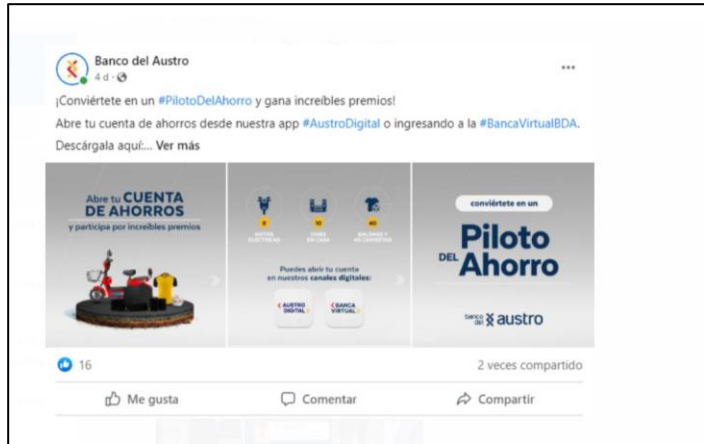 Banco del Austro
4 d ·
¡Conviértete en un #PilotoDelAhorro y gana increíbles premios!
Abre tu cuenta de ahorros desde nuestra app #AustroDigital o ingresando a la #BancaVirtualBDA.
Descárgala aquí:... Ver más
Abre tu CUENTA
DE AHORROS
y participa por increíbles premios
MOTOS
ELÉCTRICAS
Puedes abrir tu cuenta
en nuestros canales digitales:
AUSTRO
DIGITAL
BANCA
VIRTUAL
conviértete en un
Piloto
DEL Ahorro
banco del austro
16
2 veces compartido
Me gusta
Comentar
Compartir